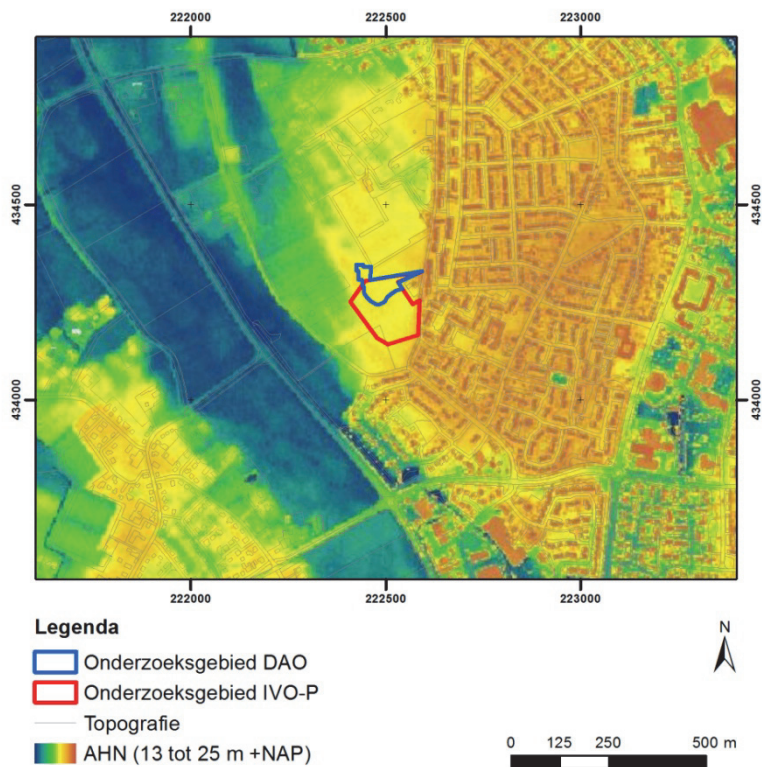 222000 222500 223000
434500 434500
434000 434000
222000 222500 223000
Legenda
N
Onderzoeksgebied DAO
Onderzoeksgebied IVO-P
Topografie
AHN (13 tot 25 m +NAP)
0 125 250 500 m